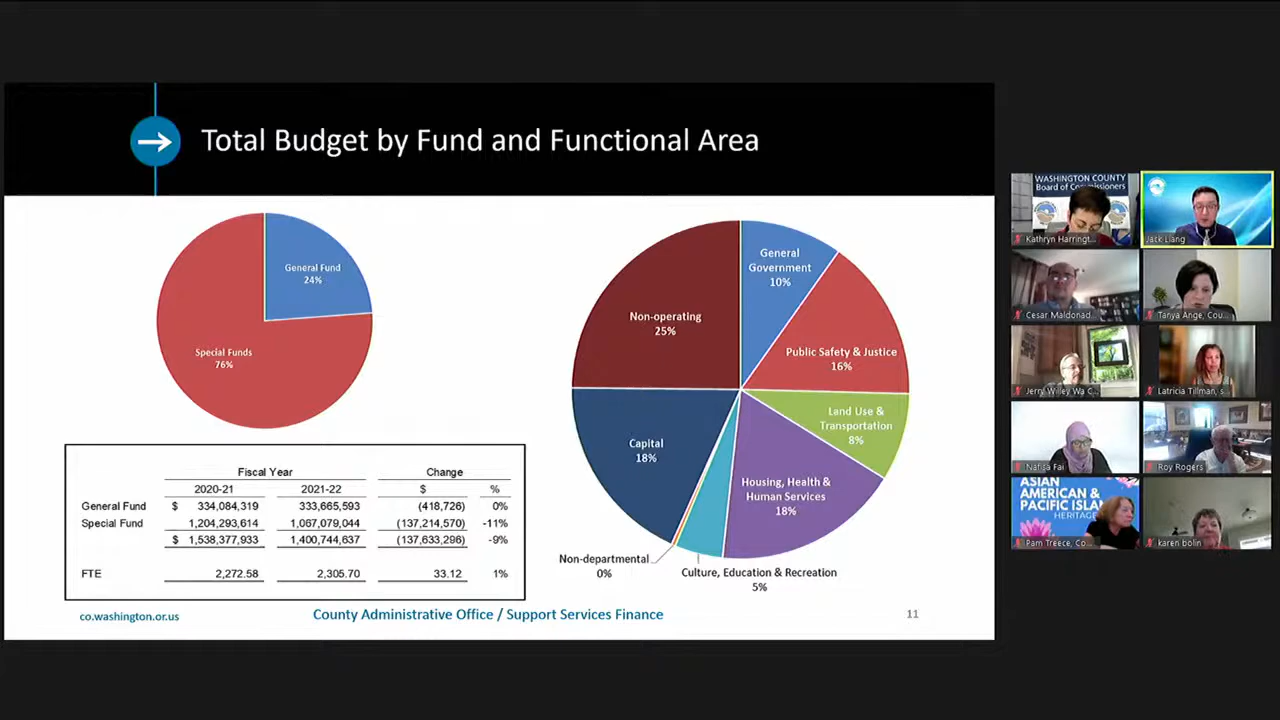 Total Budget by Fund and Functional Area
General Fund
24%
Special Funds
76%
General
Government
10%
Public Safety & Justice
16%
Land Use &
Transportation
8%
Housing, Health &
Human Services
18%
Culture, Education & Recreation
5%
Non-departmental
0%
Capital
18%
Non-operating
25%
Fiscal Year Change
2020-21 2021-22 $ %
General Fund $ 334,084,319 333,665,593 (418,726) 0%
Special Fund 1,204,293,614 1,067,079,044 (137,214,570) -11%
$ 1,538,377,933 1,400,744,637 (137,633,296) -9%
FTE 2,272.58 2,305.70 33.12 1%
co.washington.or.us
County Administrative Office / Support Services Finance
11
WASHINGTON COUNTY
Board of Commissioners
Kathryn Harringt...
Jack Liang
Cesar Maldonad...
Tanya Ange, Cou...
Jerry Willey Wa C...
Latricia Tillman, s...
Nafisa Fai
Roy Rogers
ASIAN
AMERICAN &
PACIFIC ISLAN
HERITAGE
Pam Treece, Co...
karen bolin